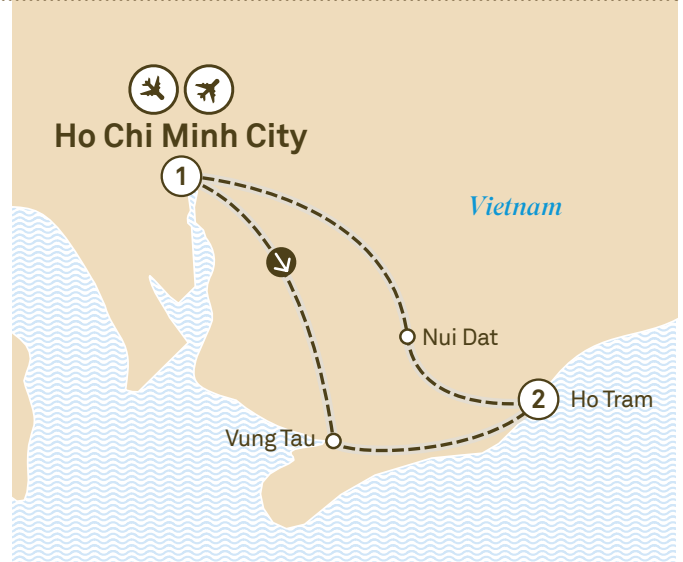 Ho Chi Minh City
1
Vietnam
Nui Dat
2
Ho Tram
Vung Tau